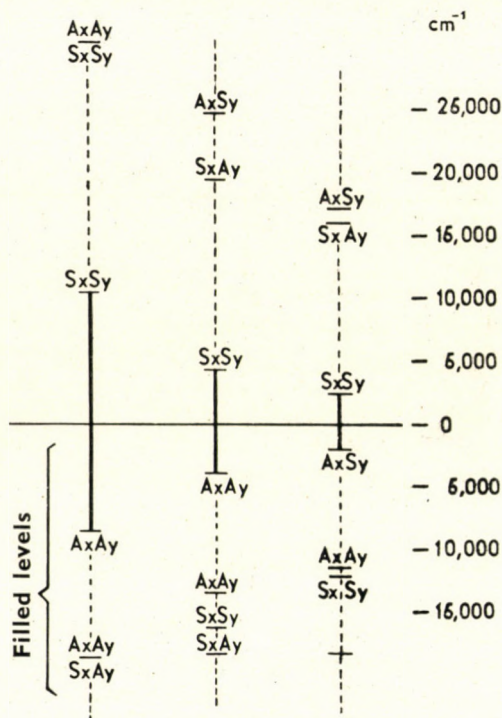 cm⁻¹
AxAy
SxSy
AxSy
25,000
SxAy
20,000
AxSy
SxAy
15,000
SxSy
10,000
SxSy
5,000
SxSy
0
AxSy
AxAy
5,000
AxAy
AxAy
10,000
AxAy
SxSy
SxSy
15,000
AxAy
SxAy
SxAy
Filled levels